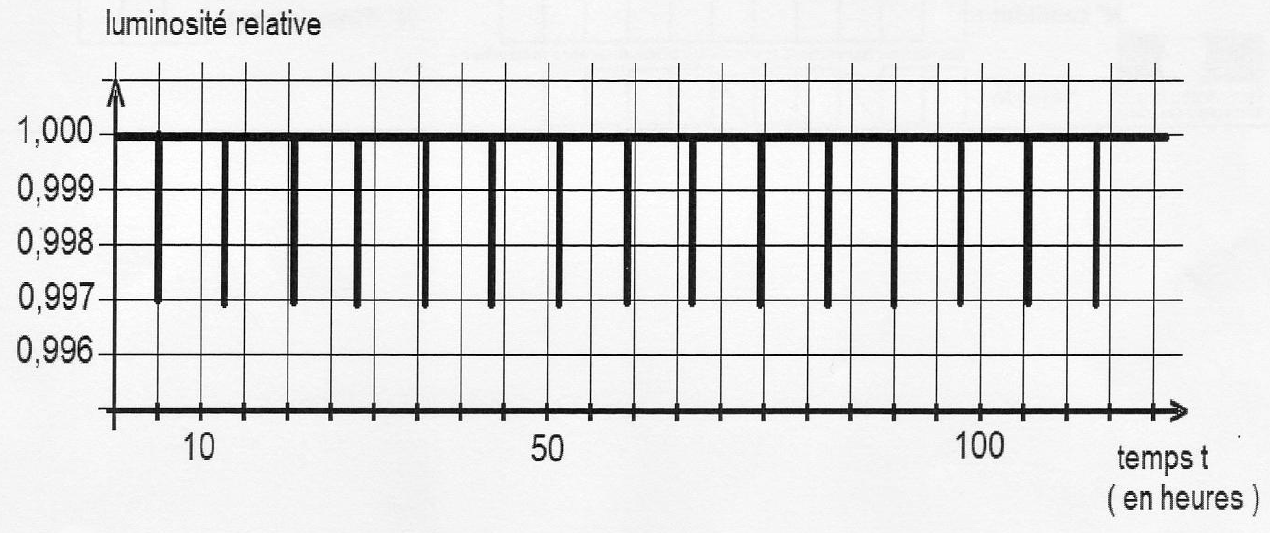 luminosité relative
1,000
0,999
0,998
0,997
0,996
10 50 100
temps t
( en heures )